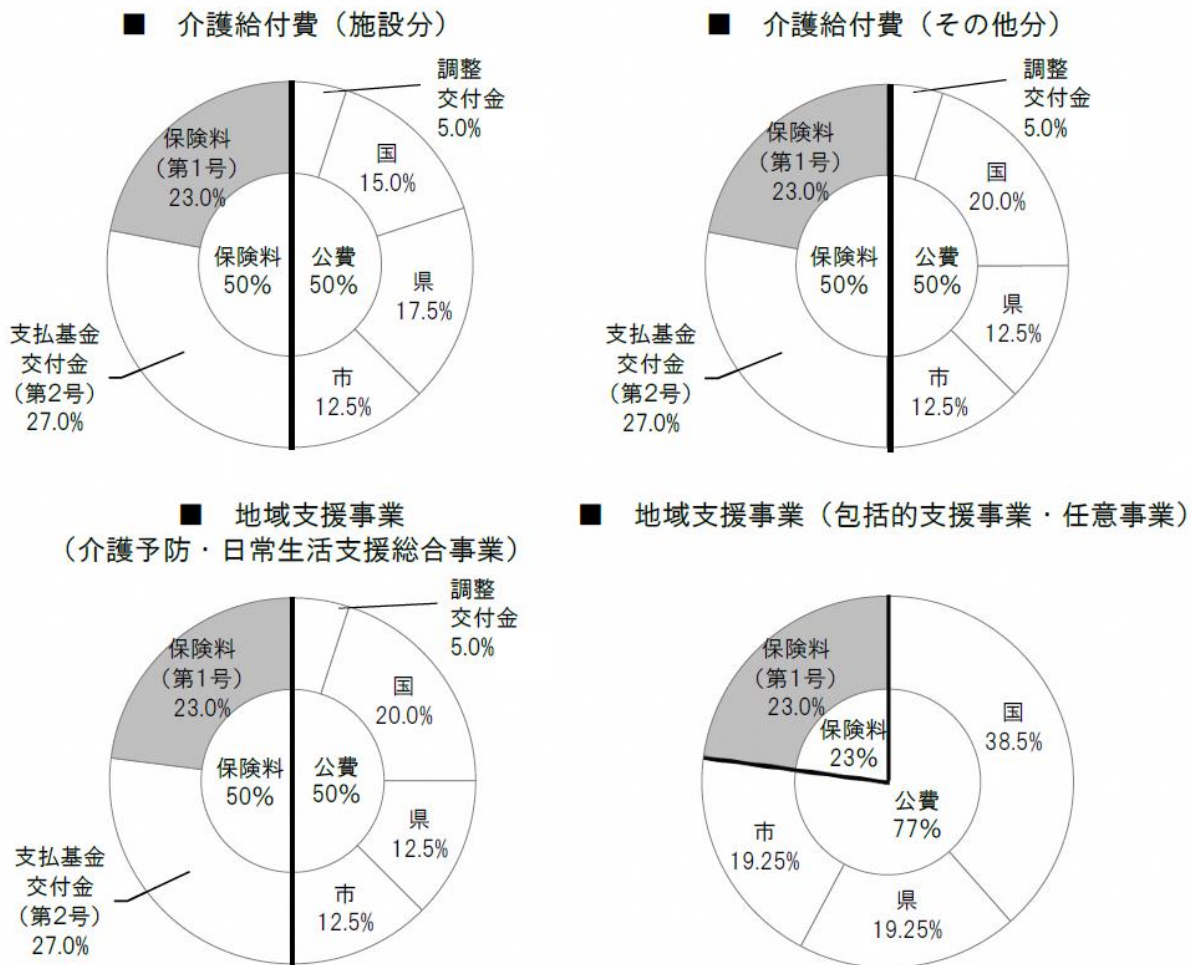 ■ 介護給付費（施設分）
調整
交付金
5.0%
保険料
（第1号）
23.0%
国
15.0%
保険料
50%
公費
50%
県
17.5%
支払基金
交付金
（第2号）
27.0%
市
12.5%
■ 介護給付費（その他分）
調整
交付金
5.0%
保険料
（第1号）
23.0%
国
20.0%
保険料
50%
公費
50%
県
12.5%
支払基金
交付金
（第2号）
27.0%
市
12.5%
■ 地域支援事業
（介護予防・日常生活支援総合事業）
調整
交付金
5.0%
保険料
（第1号）
23.0%
国
20.0%
保険料
50%
公費
50%
県
12.5%
支払基金
交付金
（第2号）
27.0%
市
12.5%
■ 地域支援事業（包括的支援事業・任意事業）
保険料
（第1号）
23.0%
国
38.5%
保険料
23%
公費
77%
市
19.25%
県
19.25%